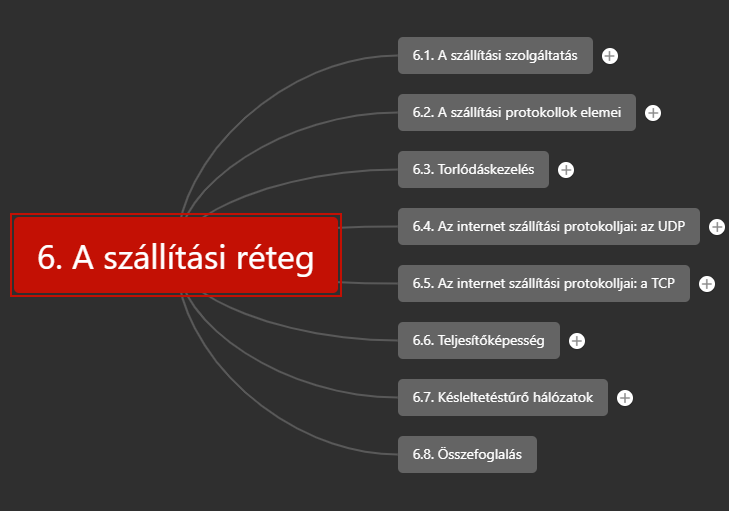 6.1. A szállítási szolgáltatás
6.2. A szállítási protokollok elemei
6.3. Torlódáskezelés
6.4. Az internet szállítási protokolljai: az UDP
6. A szállítási réteg
6.5. Az internet szállítási protokolljai: a TCP
6.6. Teljesítőképesség
6.7. Késleltetéstűrő hálózatok
6.8. Összefoglalás